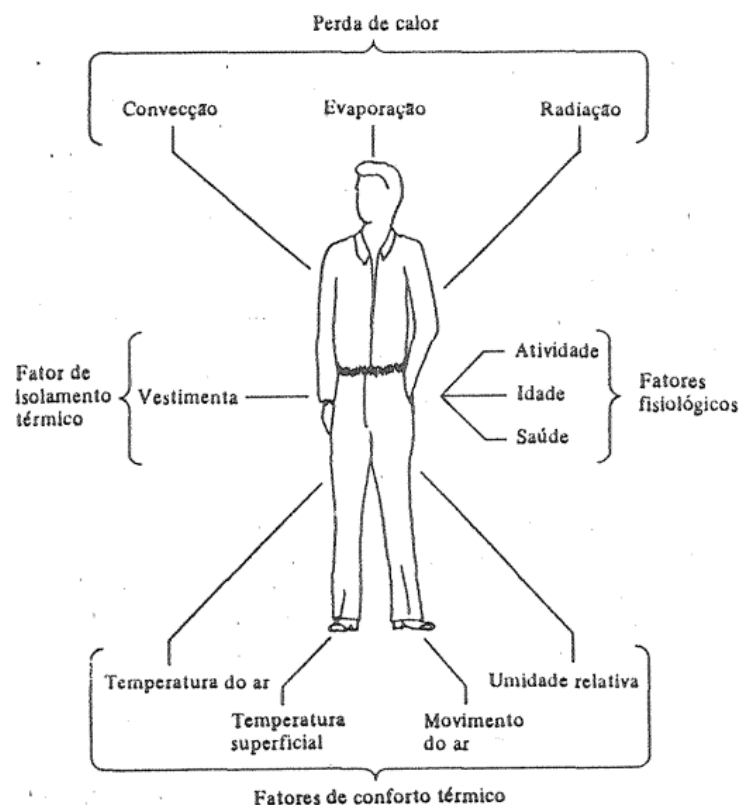 Perda de calor
Convecção
Evaporação
Radiação
Fator de
isolamento
térmico
Vestimenta
Atividade
Idade
Saúde
Fatores
fisiológicos
Temperatura do ar
Temperatura
superficial
Movimento
do ar
Umidade relativa
Fatores de conforto térmico